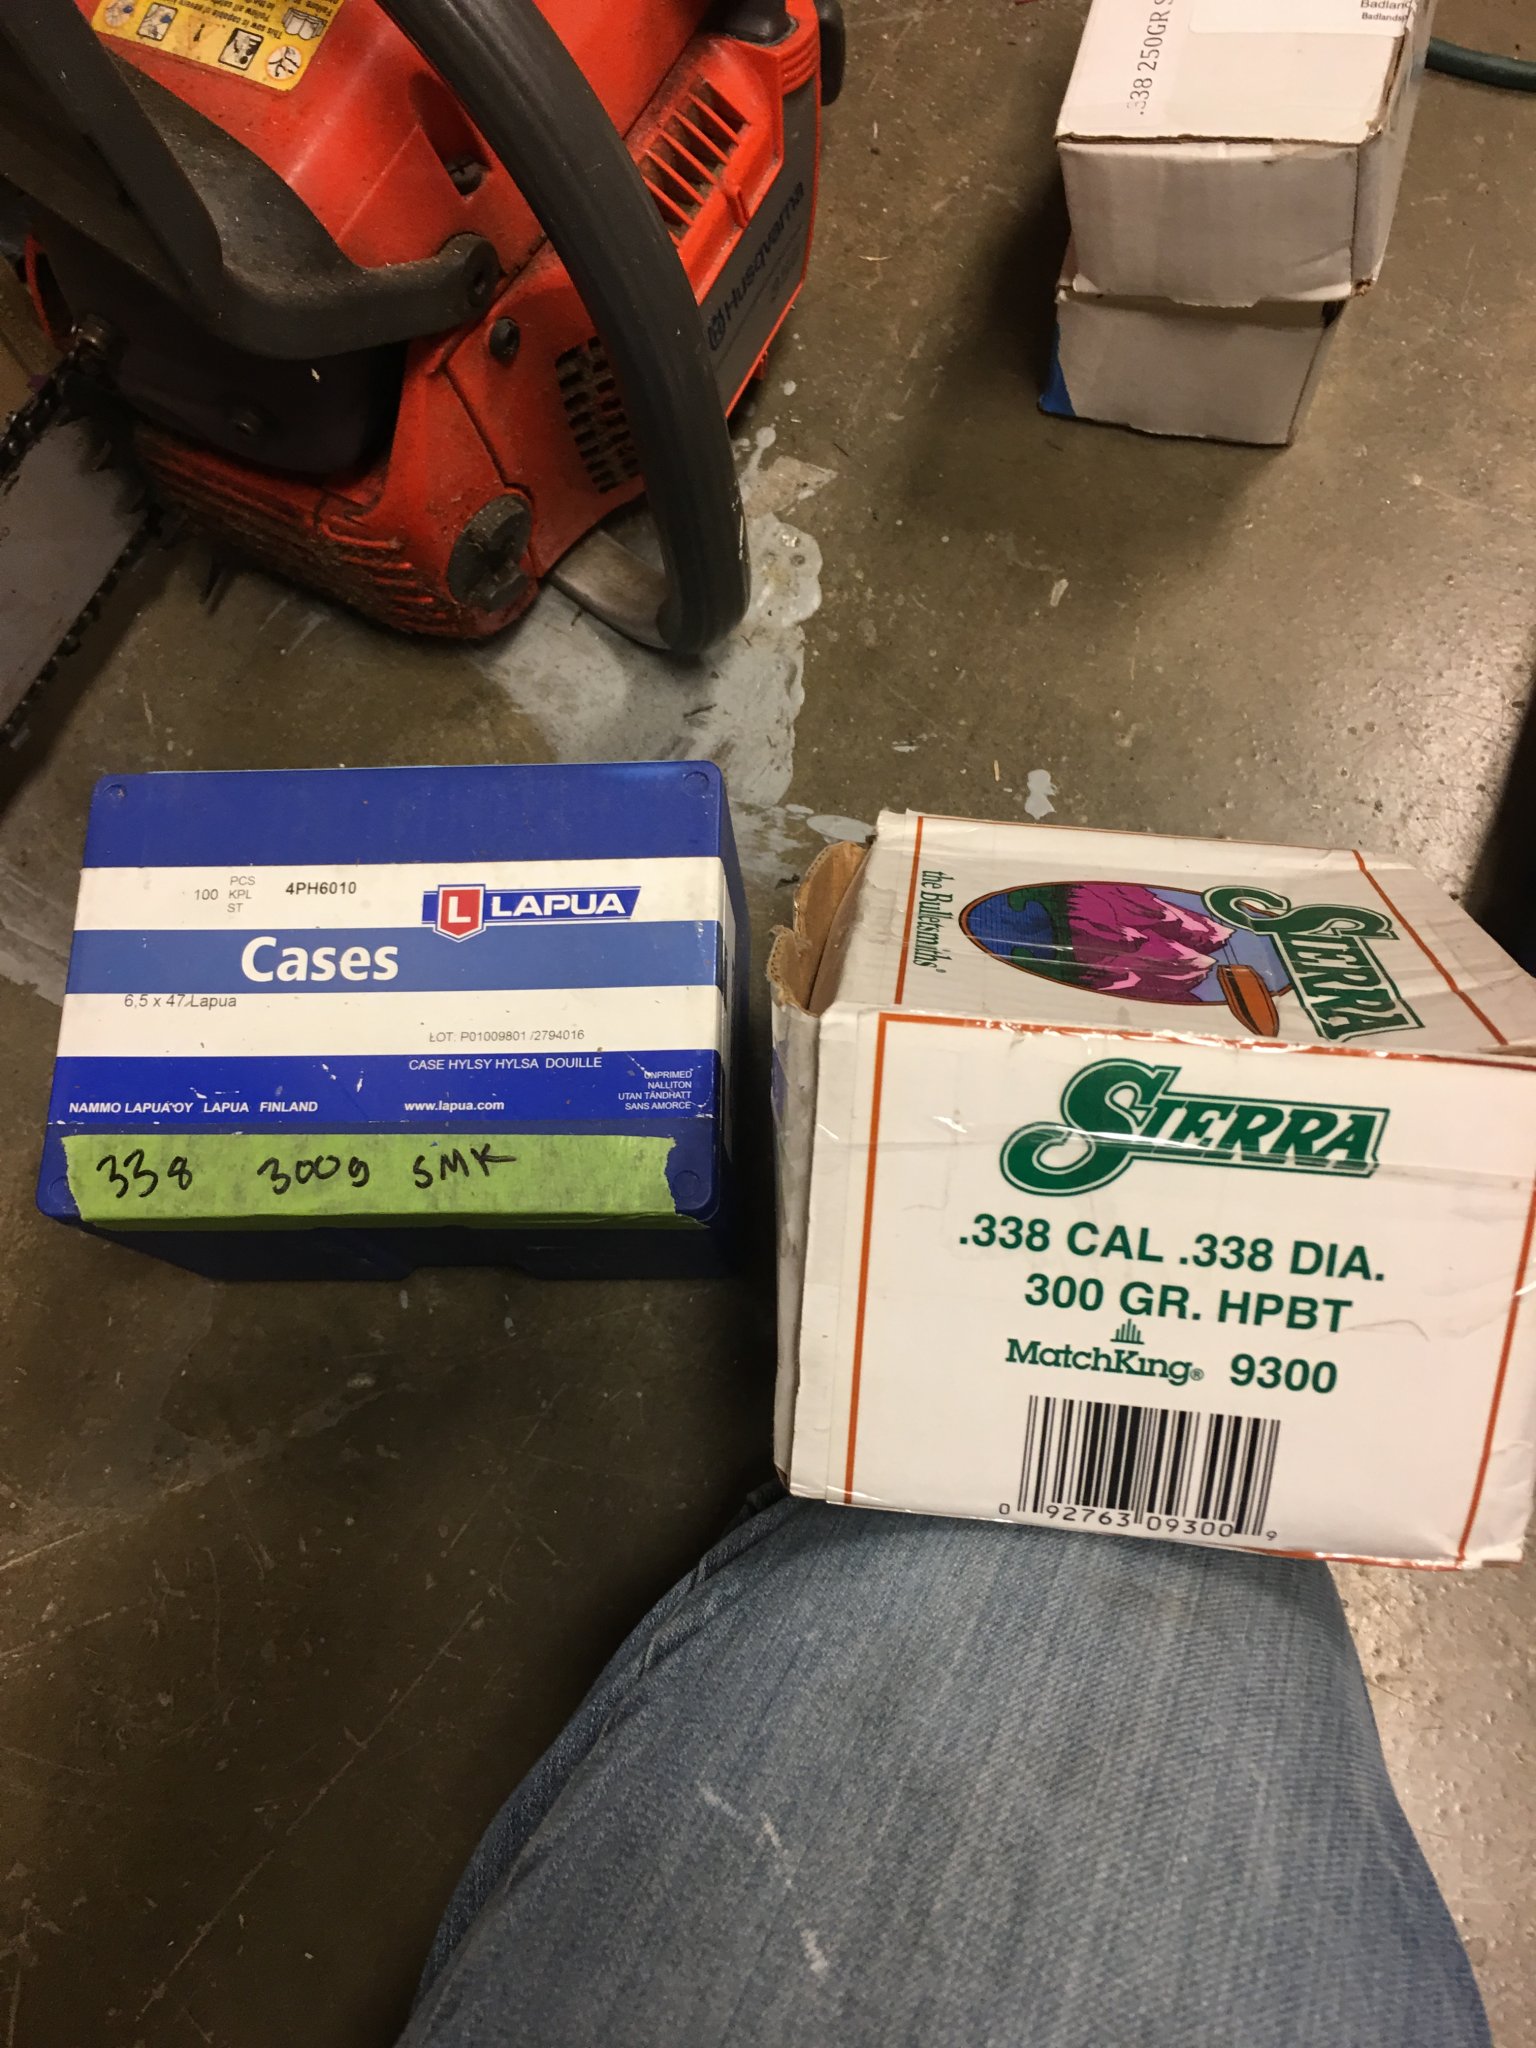 Husqvarna
.338 250GR S
Badlands
100 PCS
KPL
ST
4PH6010
L LAPUA
Cases
6,5 x 47 Lapua
LOT: P01009801 /2794016
CASE HYLSY HYLSA DOUILLE
UNPRIMED
NALLITON
UTAN TÄNDHATT
SANS AMORCE
NAMMO LAPUA OY LAPUA FINLAND
www.lapua.com
338 300g SMK
SIERRA
the Bulletsmiths®
SIERRA
.338 CAL .338 DIA.
300 GR. HPBT
MatchKing® 9300
0 92763 09300 9